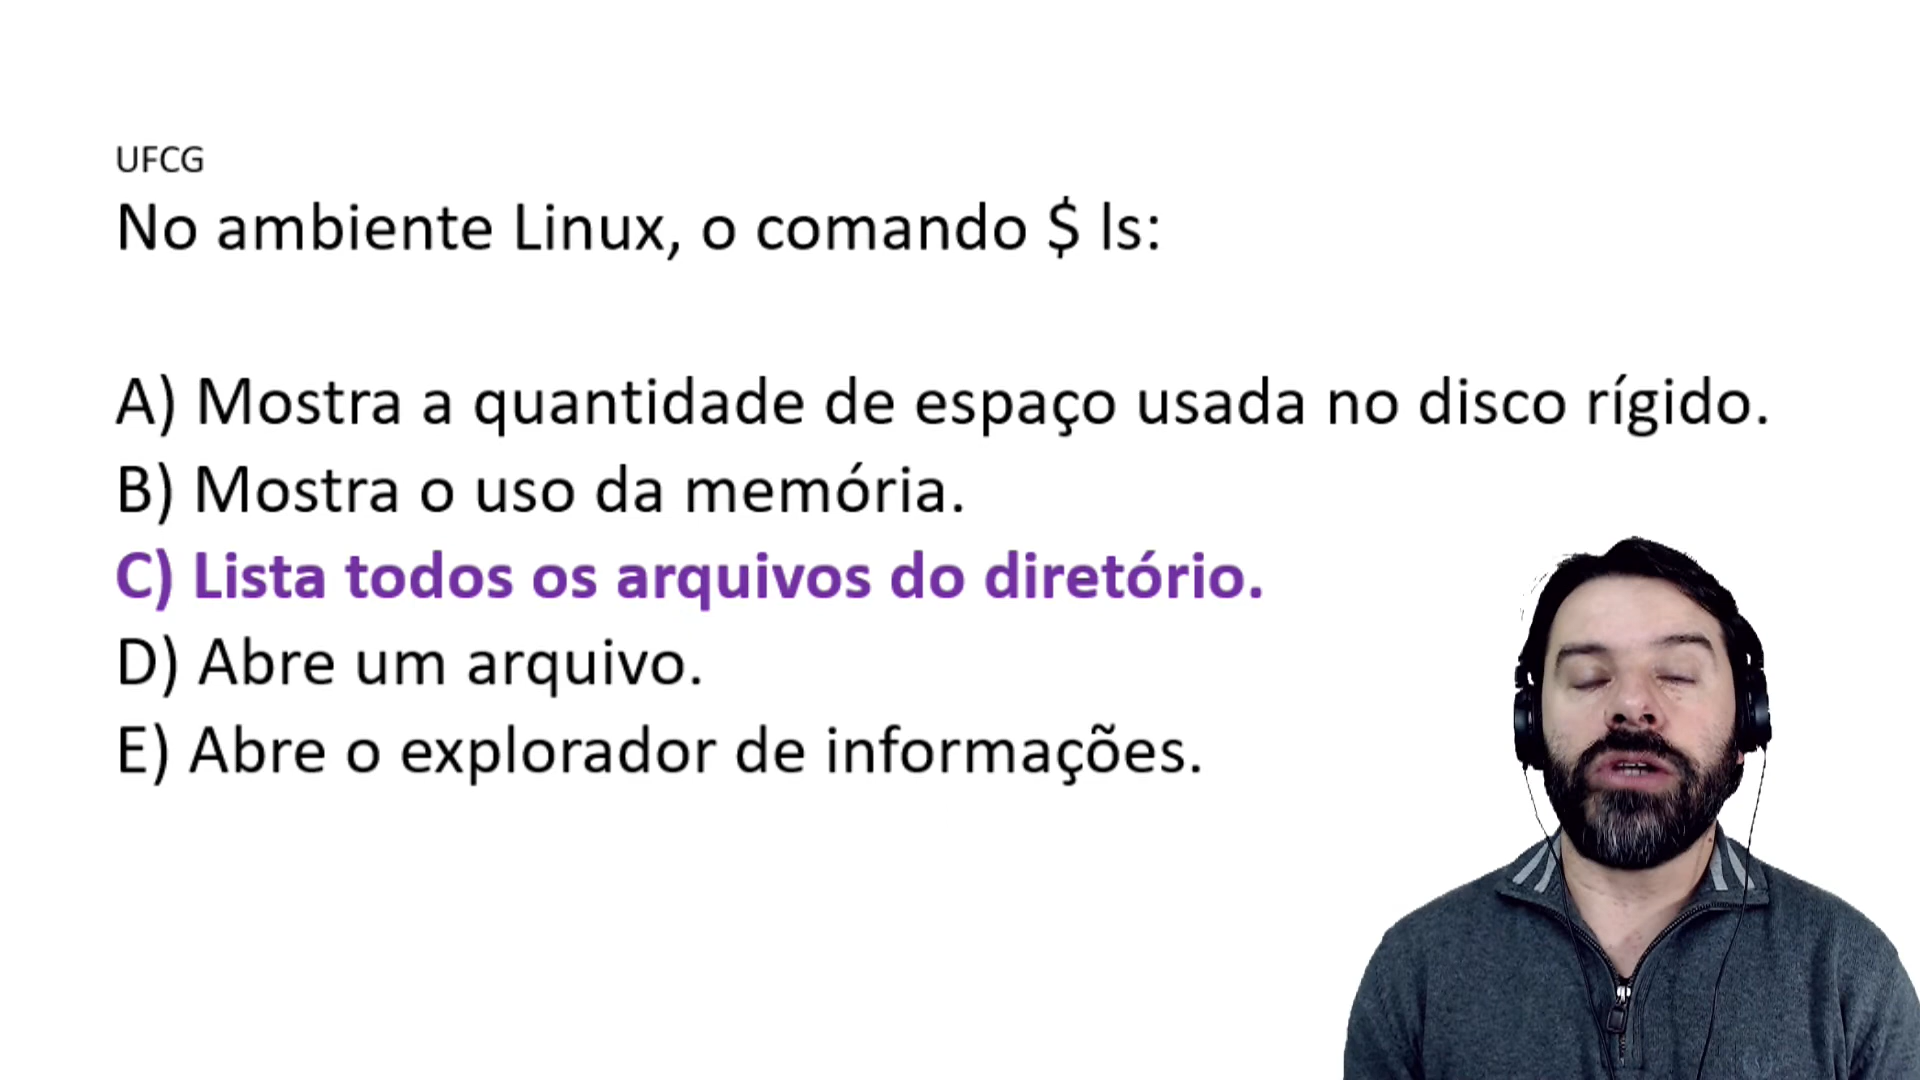 UFCG
No ambiente Linux, o comando $ ls:
A) Mostra a quantidade de espaço usada no disco rígido.
B) Mostra o uso da memória.
C) Lista todos os arquivos do diretório.
D) Abre um arquivo.
E) Abre o explorador de informações.